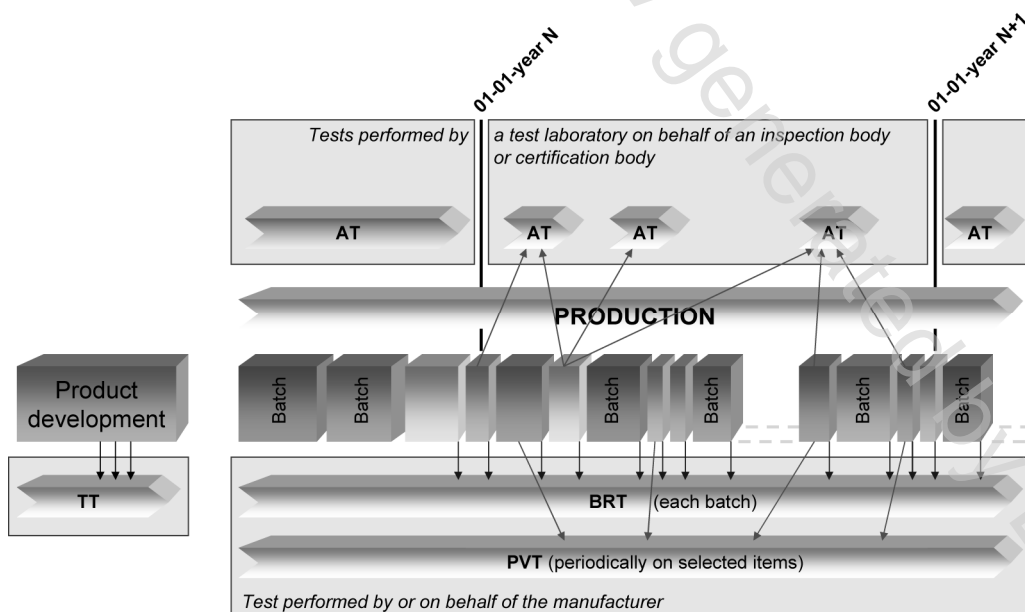 01-01-year N
01-01-year N+1
Tests performed by
a test laboratory on behalf of an inspection body
or certification body
AT
AT
AT
AT
AT
PRODUCTION
Product
development
Batch
Batch
Batch
Batch
Batch
Batch
TT
BRT (each batch)
PVT (periodically on selected items)
Test performed by or on behalf of the manufacturer
generated by